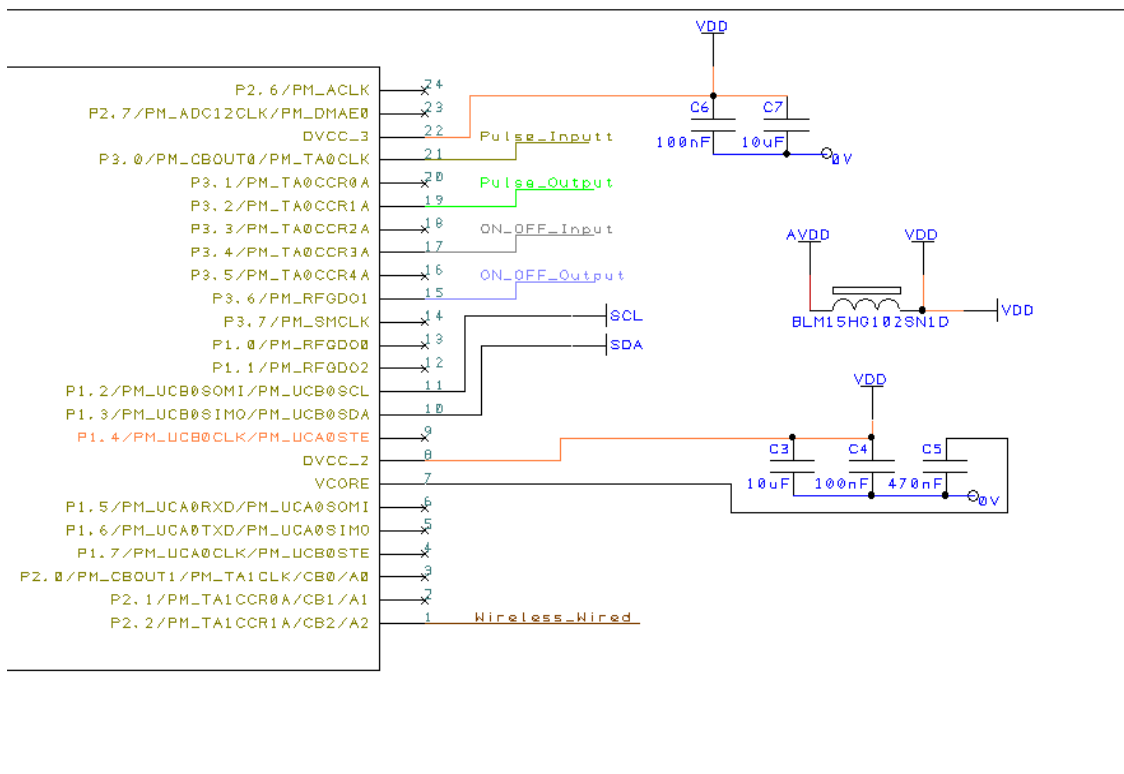 VDD
P2.6/PM_ACLK 24
P2.7/PM_ADC12CLK/PM_DMAE0 23
C6 C7
DVCC_3 22 Pulse_Inputt
100nF 10uF
P3.0/PM_CBOUT0/PM_TA0CLK 21
0V
P3.1/PM_TA0CCR0A 20 Pulse_Output
P3.2/PM_TA0CCR1A 19
P3.3/PM_TA0CCR2A 18 ON_OFF_Input
AVDD VDD
P3.4/PM_TA0CCR3A 17
P3.5/PM_TA0CCR4A 16 ON_OFF_Output
P3.6/PM_RFGDO1 15
VDD
SCL
P3.7/PM_SMCLK 14
BLM15HG102SN1D
P1.0/PM_RFGDO0 13
SDA
P1.1/PM_RFGDO2 12
VDD
P1.2/PM_UCB0SOMI/PM_UCB0SCL 11
P1.3/PM_UCB0SIMO/PM_UCB0SDA 10
P1.4/PM_UCB0CLK/PM_UCA0STE 9
C3 C4 C5
DVCC_2 8
VCORE 7
10uF 100nF 470nF
0V
P1.5/PM_UCA0RXD/PM_UCA0SOMI 6
P1.6/PM_UCA0TXD/PM_UCA0SIMO 5
P1.7/PM_UCA0CLK/PM_UCB0STE 4
P2.0/PM_CBOUT1/PM_TA1CLK/CB0/A0 3
P2.1/PM_TA1CCR0A/CB1/A1 2
P2.2/PM_TA1CCR1A/CB2/A2 1 Wireless_Wired